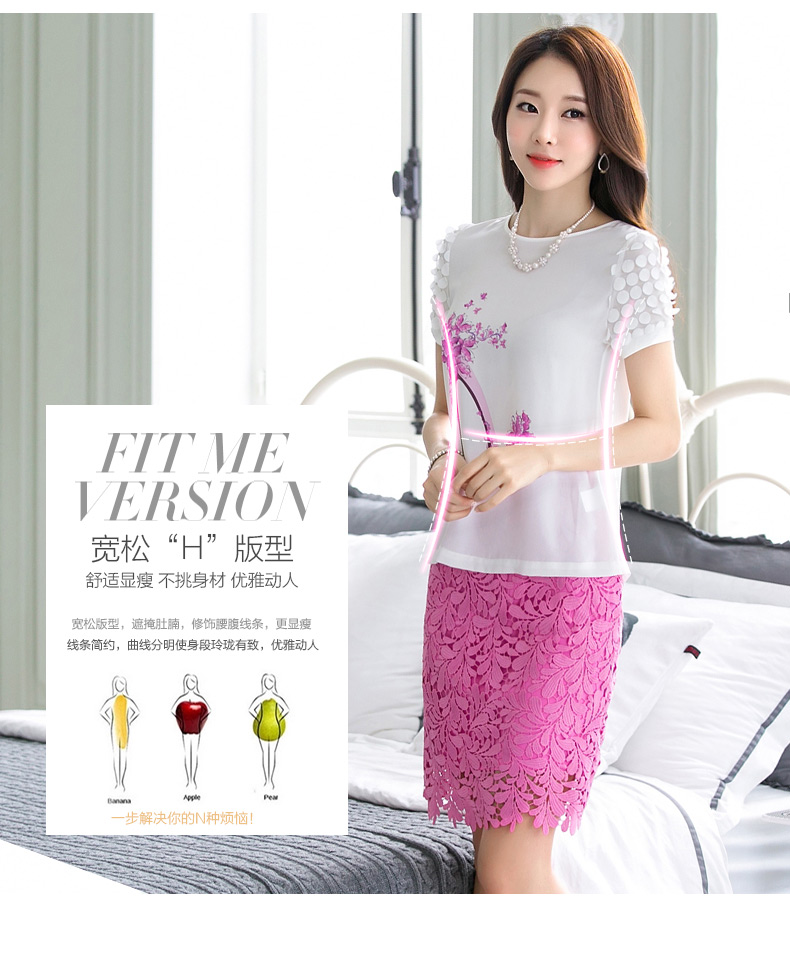 FIT ME
VERSION
宽松“H”版型
舒适显瘦 不挑身材 优雅动人
宽松版型，遮掩肚腩，修饰腰腹线条，更显瘦
线条简约，曲线分明使身段玲珑有致，优雅动人
Banana Apple Pear
一步解决你的N种烦恼！